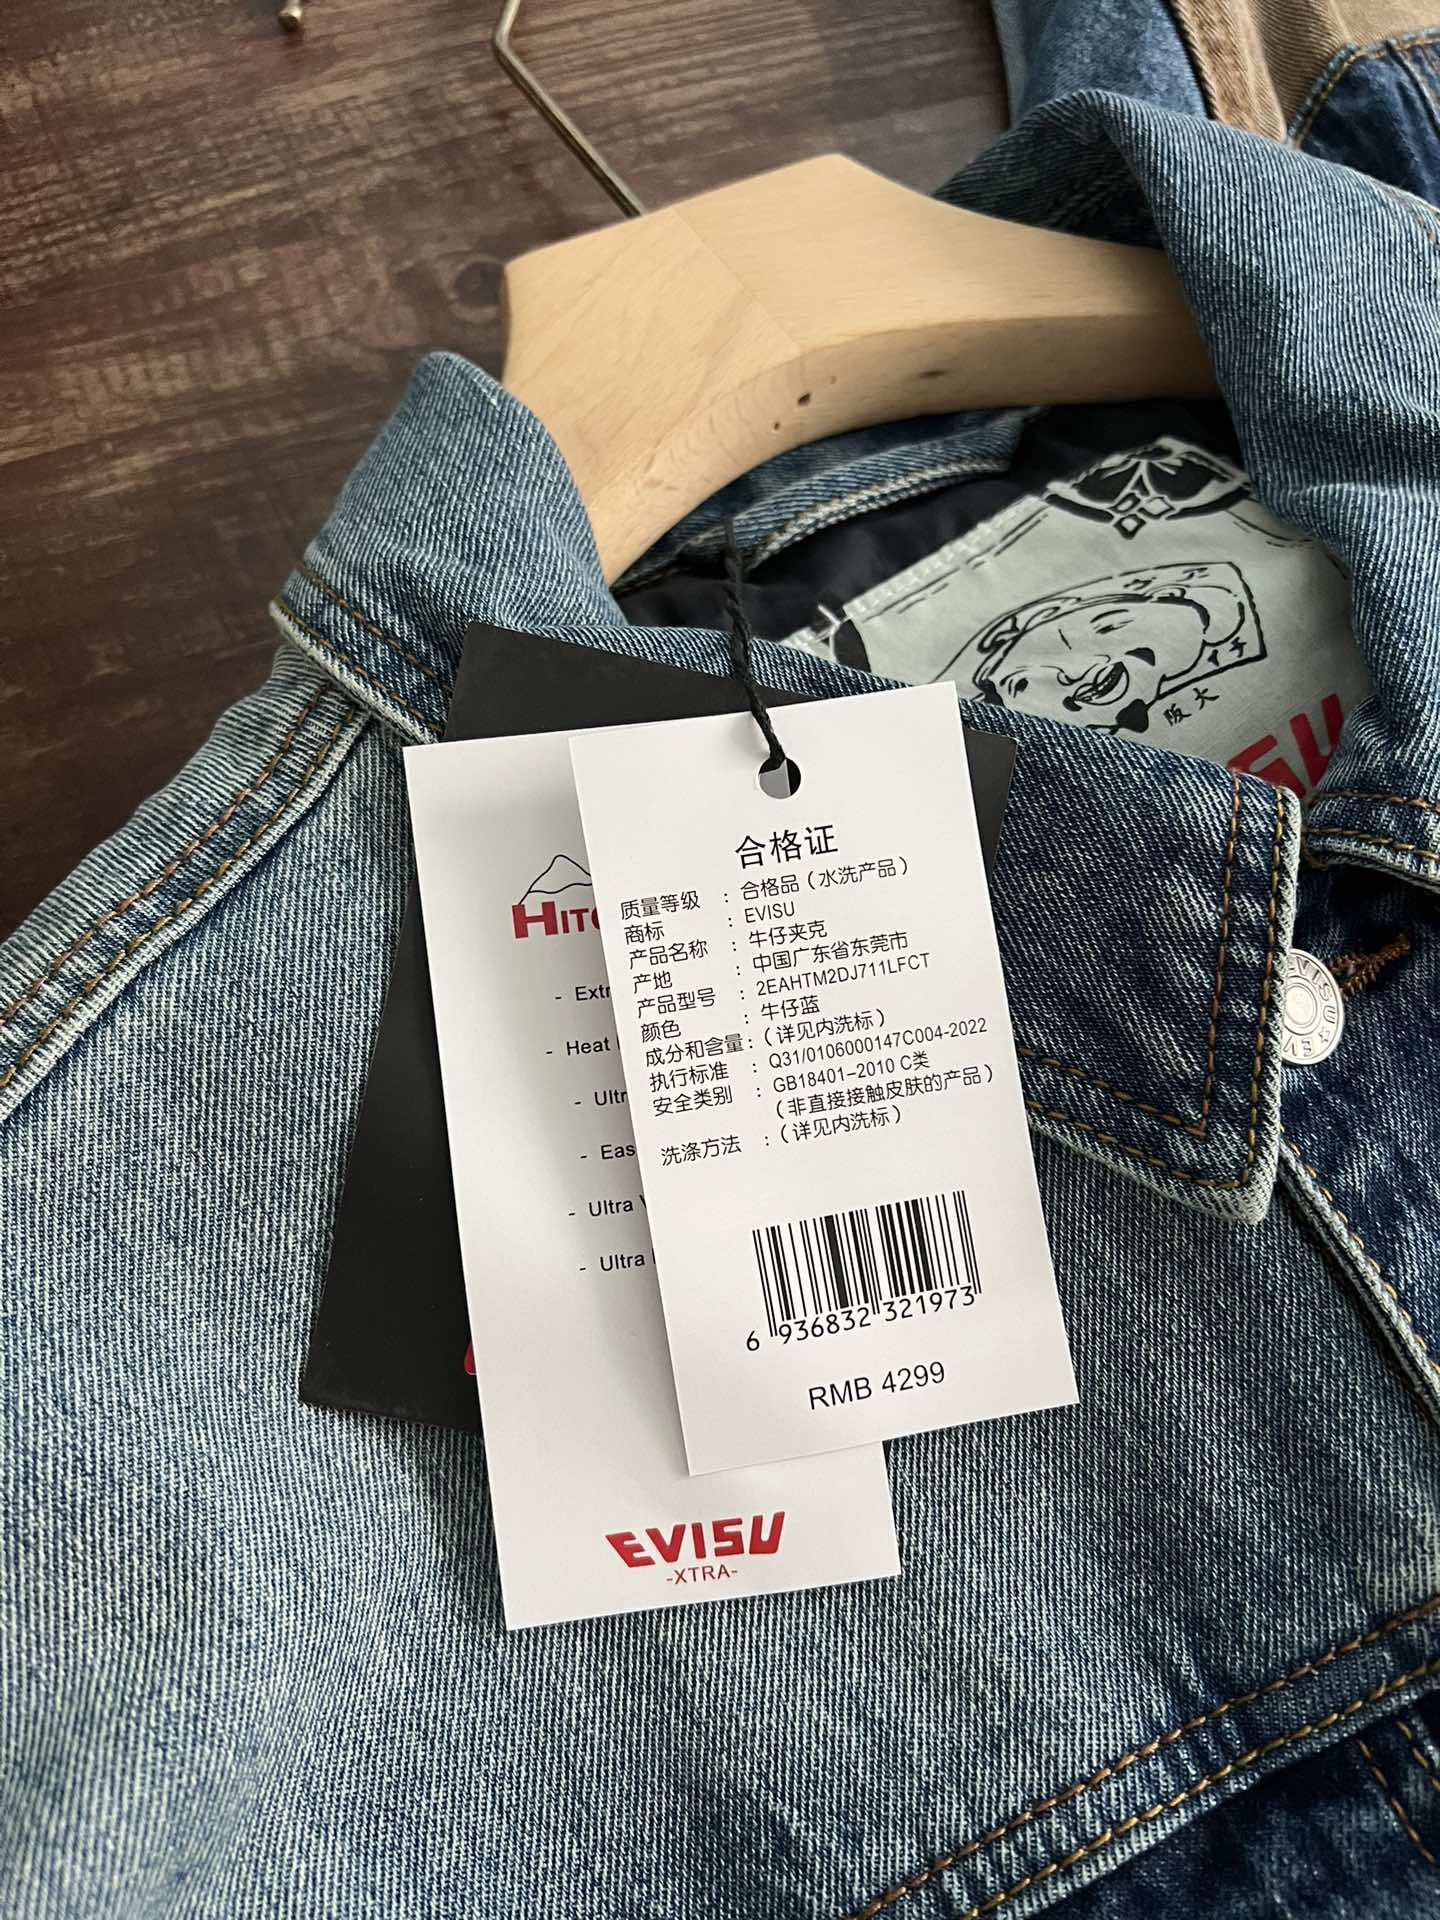 大阪
EVISU
合格证
质量等级 : 合格品(水洗产品)
商标 : EVISU
产品名称 : 牛仔夹克
产地 : 中国广东省东莞市
产品型号 : 2EAHTM2DJ711LFCT
颜色 : 牛仔蓝
成分和含量:(详见内洗标)
执行标准 : Q31/0106000147C004-2022
安全类别 : GB18401-2010 C类
(非直接接触皮肤的产品)
洗涤方法 :(详见内洗标)
6 936832 321973
RMB 4299
- Heat
- Ultra
- Ultra
EVISU
-XTRA-